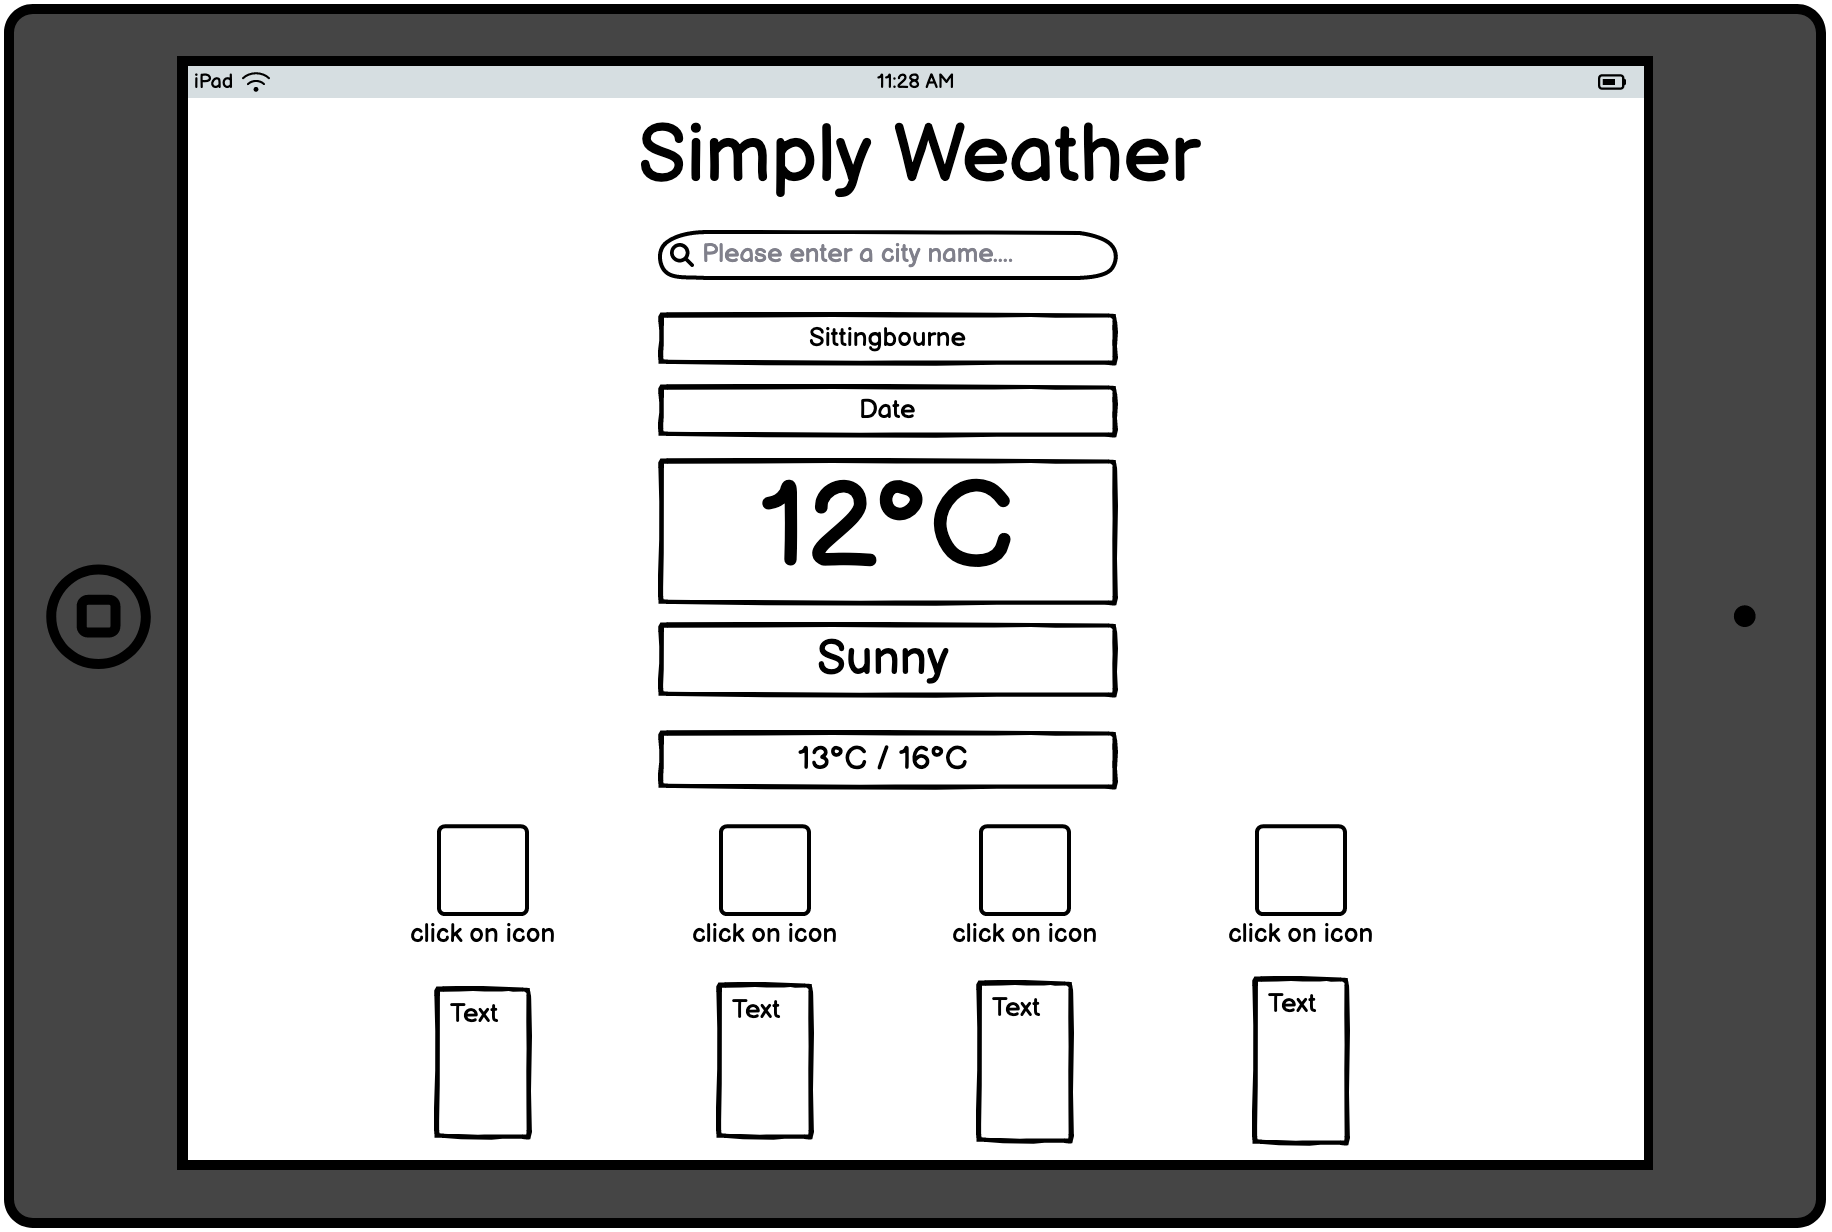 iPad 11:28 AM
Simply Weather
Please enter a city name....
Sittingbourne
Date
12°C
Sunny
13°C / 16°C
click on icon click on icon click on icon click on icon
Text Text Text Text